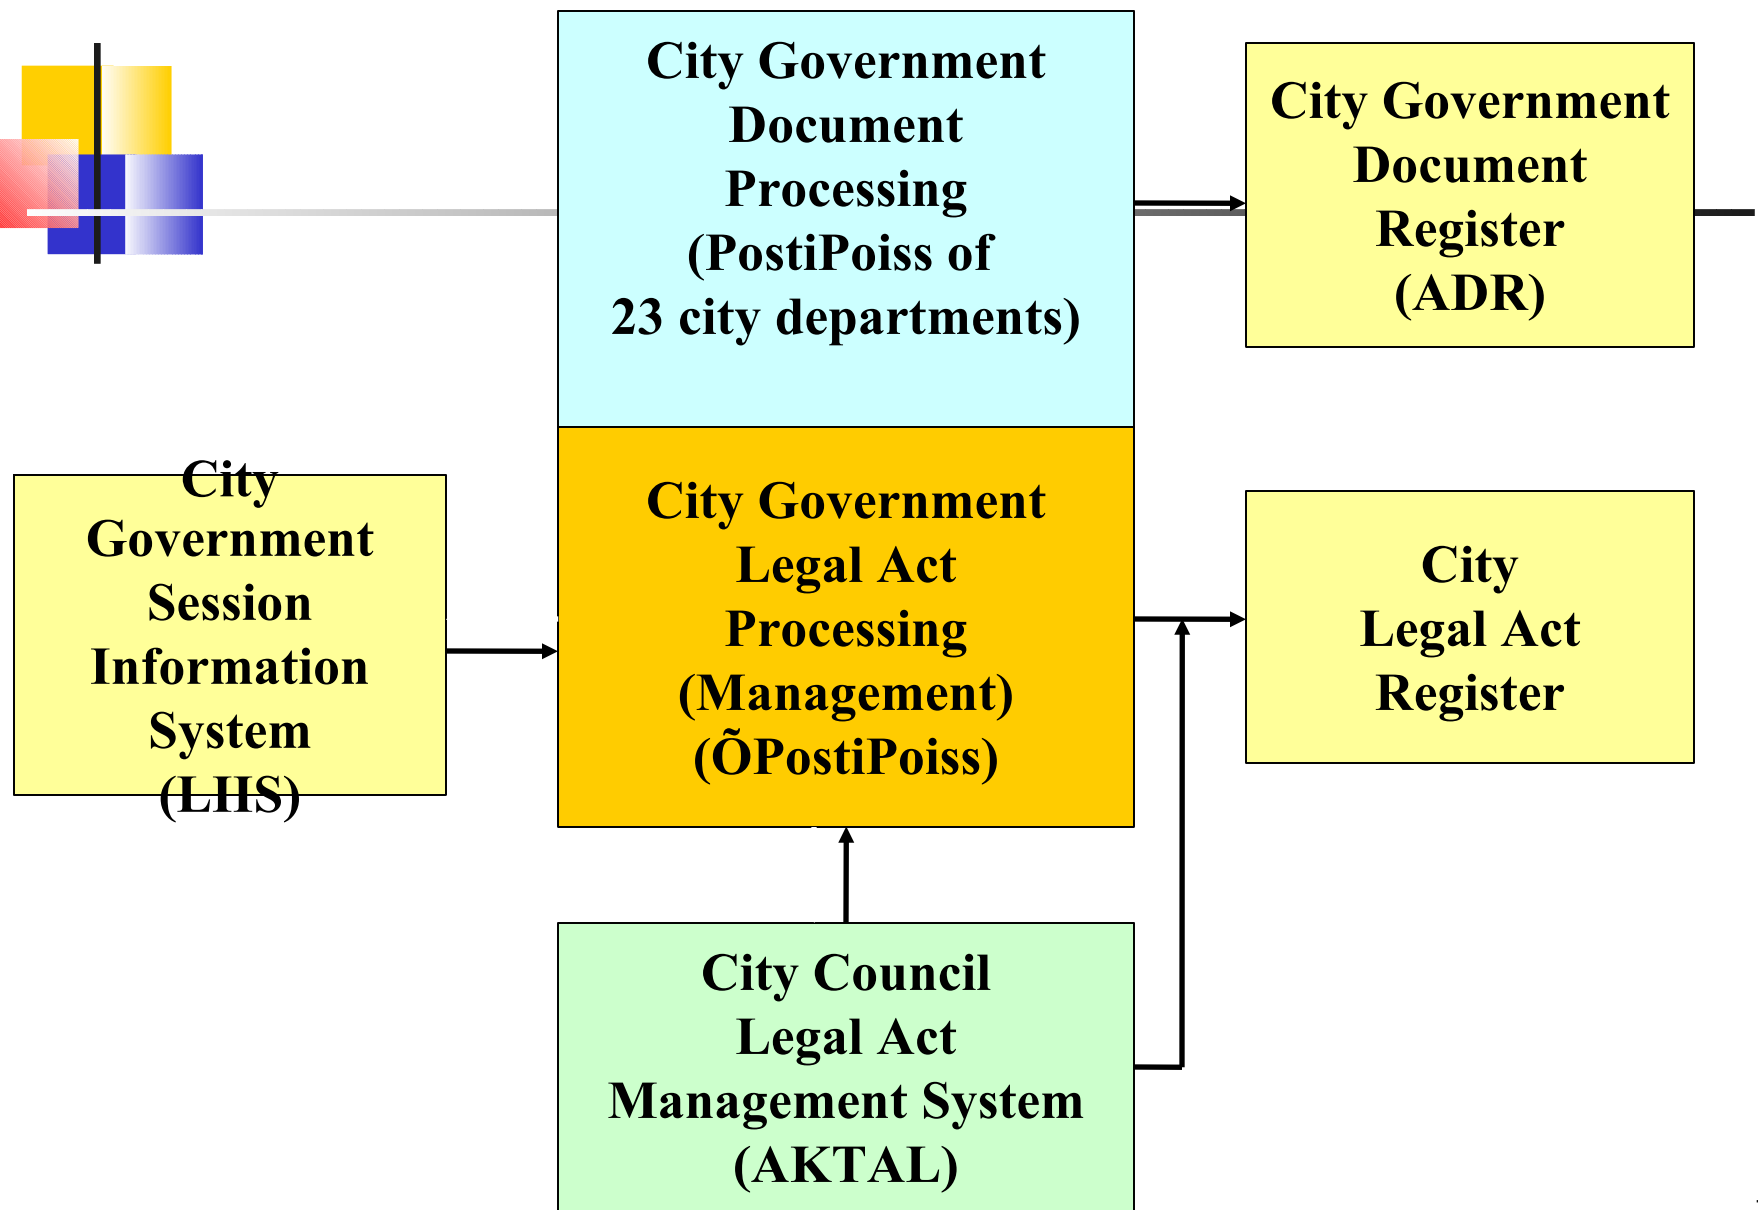 City Government
Document
Processing
(PostiPoiss of
23 city departments)
City Government
Document
Register
(ADR)
City
Government
Session
Information
System
(LIIS)
City Government
Legal Act
Processing
(Management)
(ÕPostiPoiss)
City
Legal Act
Register
City Council
Legal Act
Management System
(AKTAL)